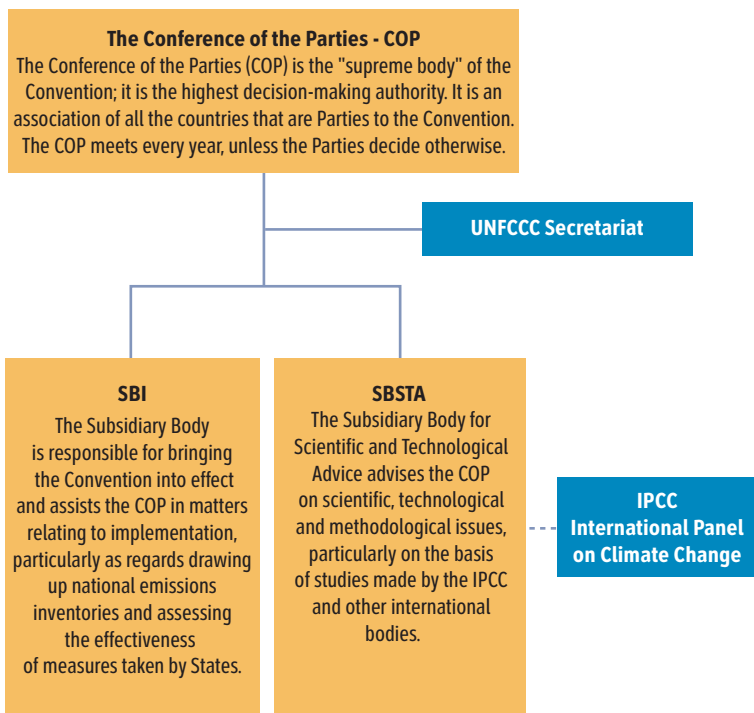 The Conference of the Parties - COP
The Conference of the Parties (COP) is the "supreme body" of the
Convention; it is the highest decision-making authority. It is an
association of all the countries that are Parties to the Convention.
The COP meets every year, unless the Parties decide otherwise.
UNFCCC Secretariat
SBI
The Subsidiary Body
is responsible for bringing
the Convention into effect
and assists the COP in matters
relating to implementation,
particularly as regards drawing
up national emissions
inventories and assessing
the effectiveness
of measures taken by States.
SBSTA
The Subsidiary Body for
Scientific and Technological
Advice advises the COP
on scientific, technological
and methodological issues,
particularly on the basis
of studies made by the IPCC
and other international
bodies.
IPCC
International Panel
on Climate Change